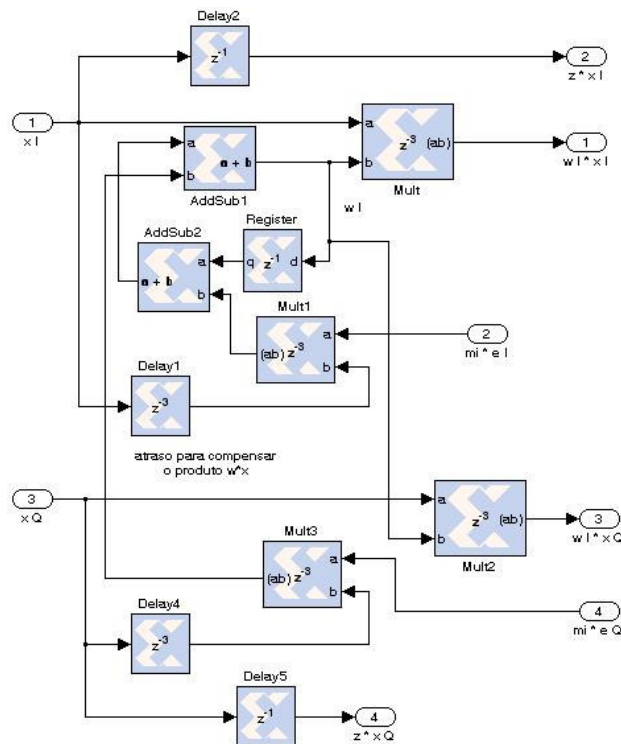 Delay2
z⁻¹
2
z * x I
1
x I
a
b
z⁻³
(ab)
Mult
1
w I * x I
a
b
a + b
AddSub1
w I
AddSub2
a + b
a
b
Register
q
z⁻¹
d
Mult1
(ab)
z⁻³
a
b
2
mi * e I
Delay1
z⁻³
atraso para compensar
o produto w*x
3
x Q
a
b
z⁻³
(ab)
Mult2
3
w I * x Q
Mult3
(ab)
z⁻³
a
b
4
mi * e Q
Delay4
z⁻³
Delay5
z⁻¹
4
z * x Q